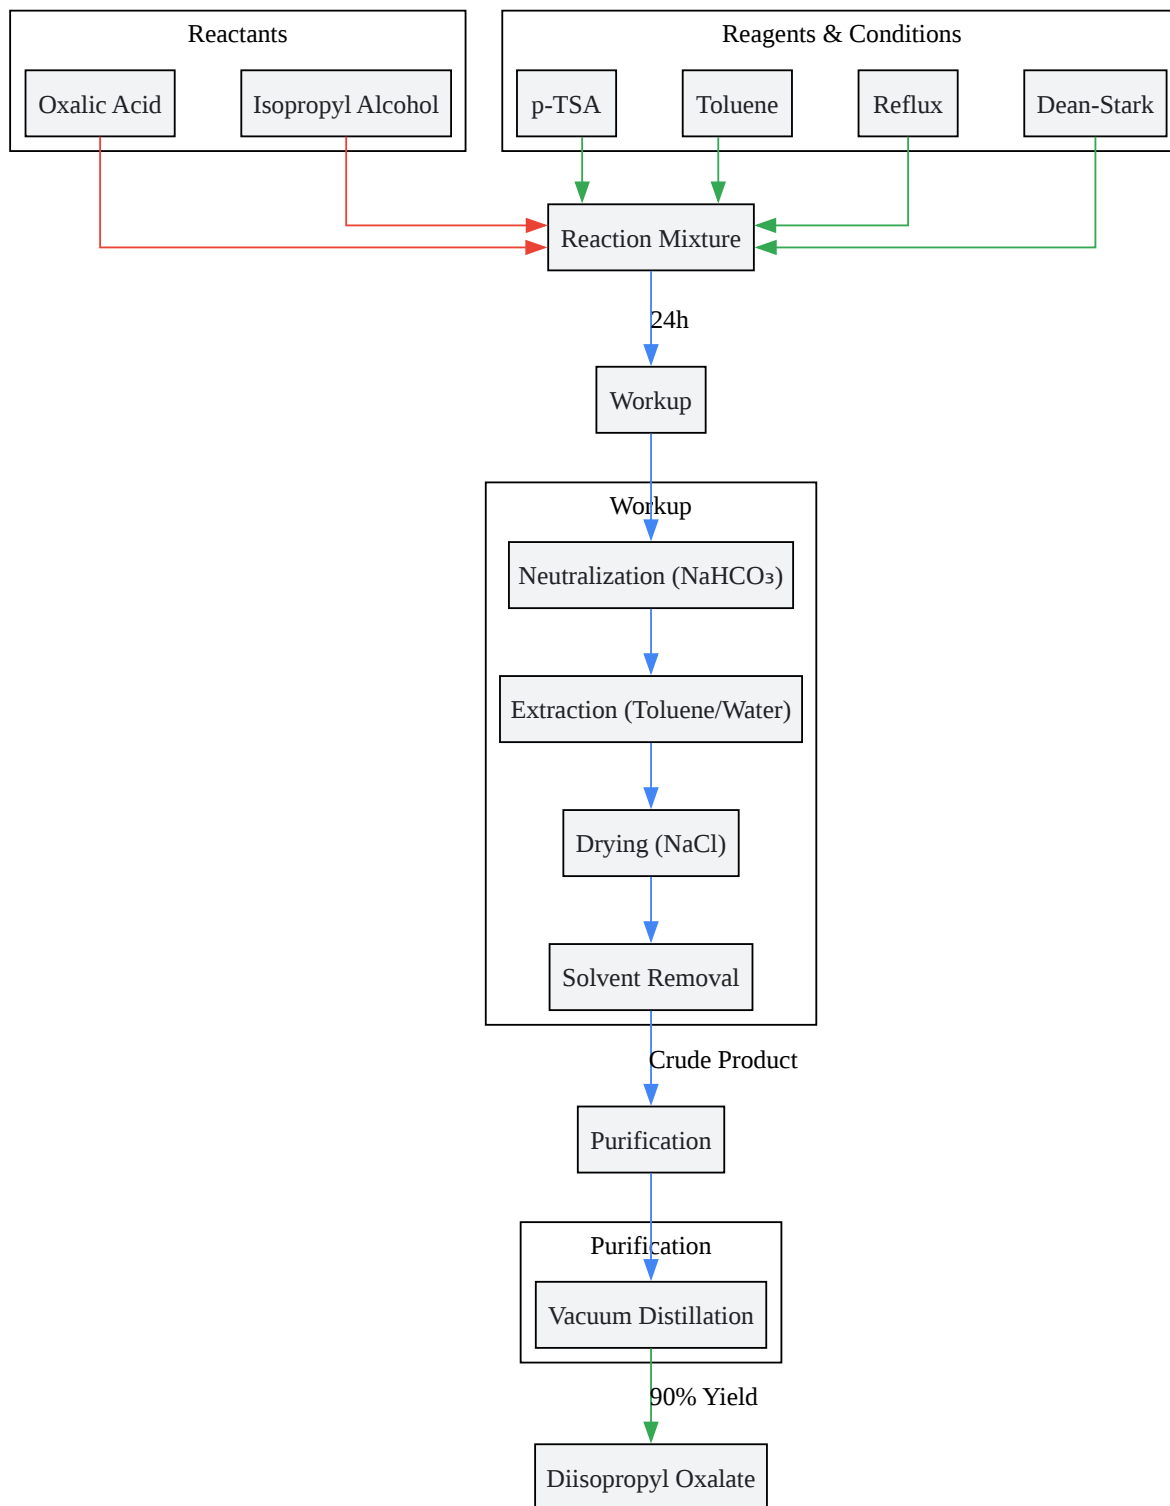 Reactants
Reagents & Conditions
Oxalic Acid
Isopropyl Alcohol
p-TSA
Toluene
Reflux
Dean-Stark
Reaction Mixture
24h
Workup
Workup
Neutralization (NaHCO₃)
Extraction (Toluene/Water)
Drying (NaCl)
Solvent Removal
Crude Product
Purification
Purification
Vacuum Distillation
90% Yield
Diisopropyl Oxalate